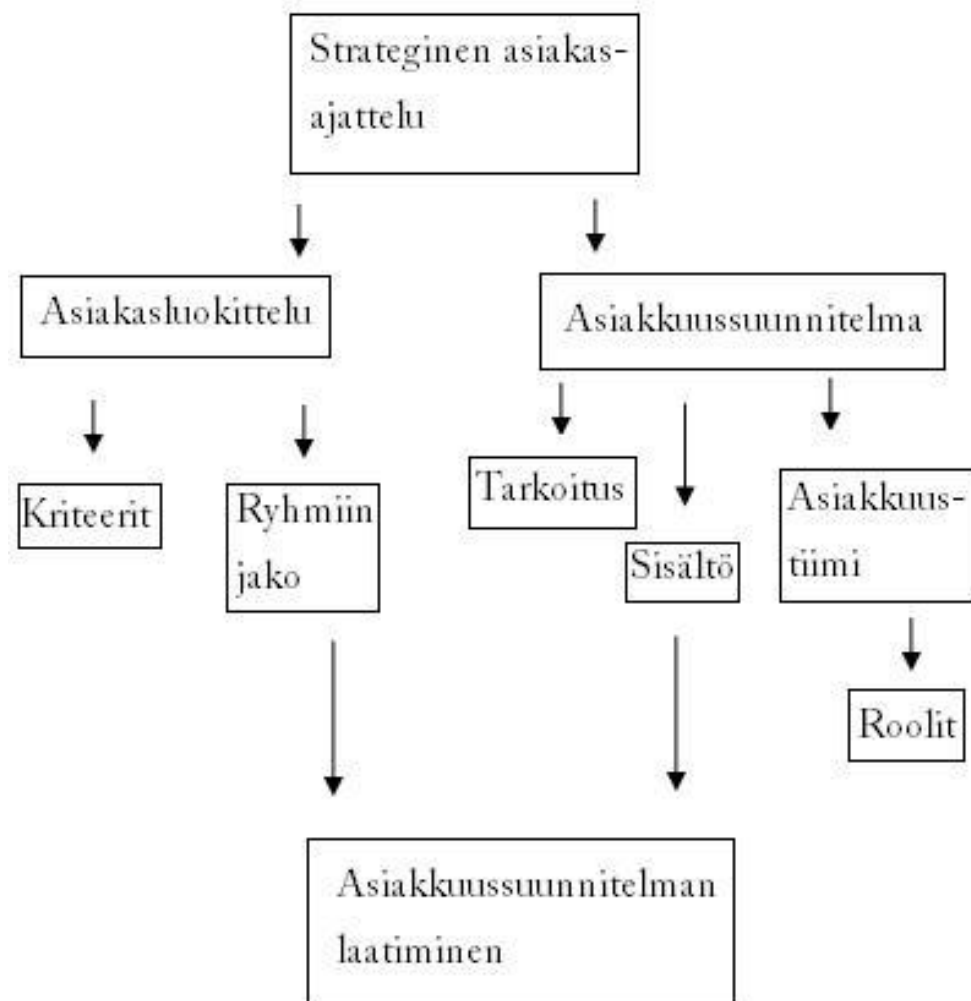 Strateginen asiakas-
ajattelu
Asiakasluokittelu
Asiakkuussuunnitelma
Kriteerit
Ryhmiin
jako
Tarkoitus
Sisältö
Asiakkuus-
tiimi
Roolit
Asiakkuussuunnitelman
laatiminen